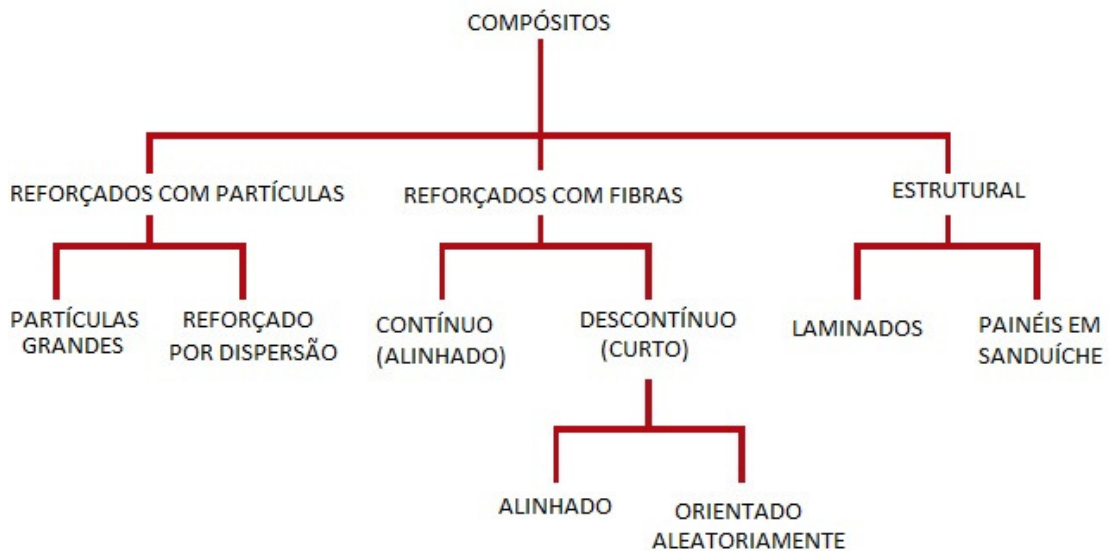 COMPÓSITOS
REFORÇADOS COM PARTÍCULAS
REFORÇADOS COM FIBRAS
ESTRUTURAL
PARTÍCULAS
GRANDES
REFORÇADO
POR DISPERSÃO
CONTÍNUO
(ALINHADO)
DESCONTÍNUO
(CURTO)
LAMINADOS
PAINÉIS EM
SANDUÍCHE
ALINHADO
ORIENTADO
ALEATORIAMENTE